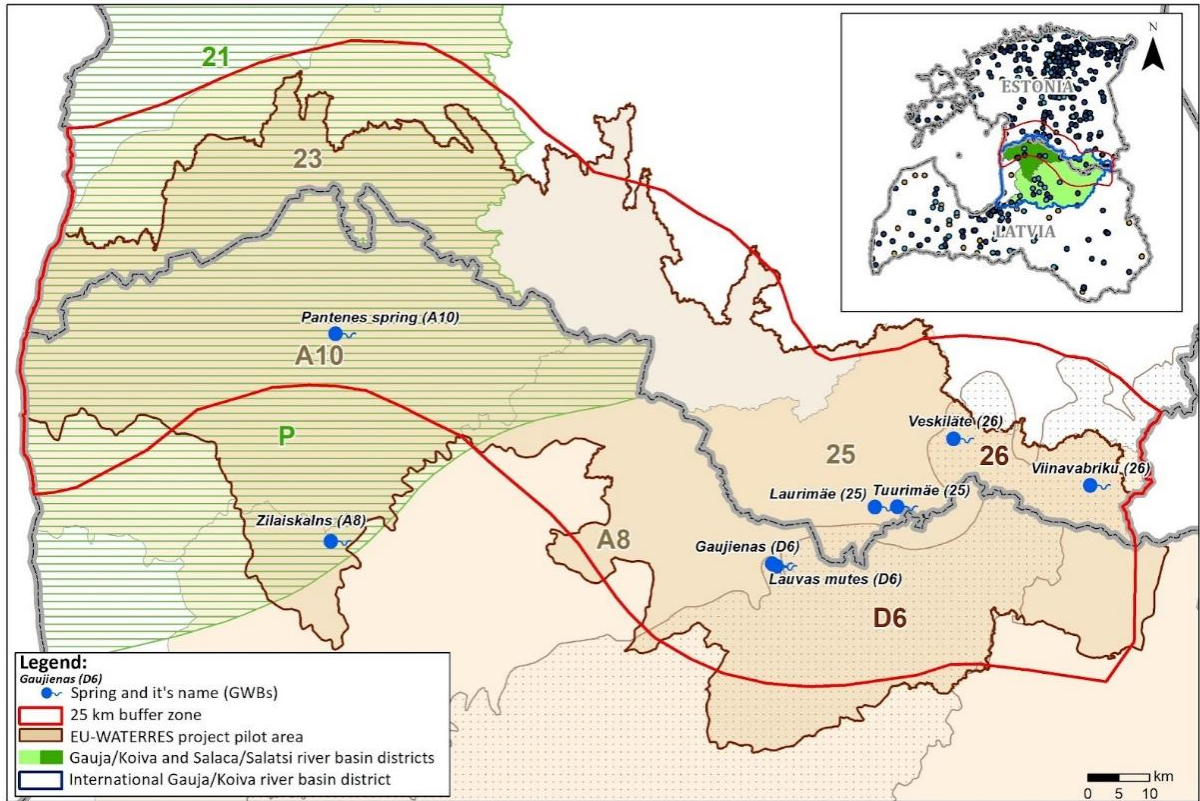 21
N
ESTONIA
LATVIA
23
Pantenes spring (A10)
A10
P
Veskiläte (26)
25
26
Viinavabriku (26)
Laurimäe (25)
Tuurimäe (25)
Zilaiskalns (A8)
A8
Gaujienas (D6)
Lauvas mutes (D6)
D6
Legend:
Gaujienas (D6)
Spring and it's name (GWBs)
25 km buffer zone
EU-WATERRES project pilot area
Gauja/Koiva and Salaca/Salatsi river basin districts
International Gauja/Koiva river basin district
km
0 5 10